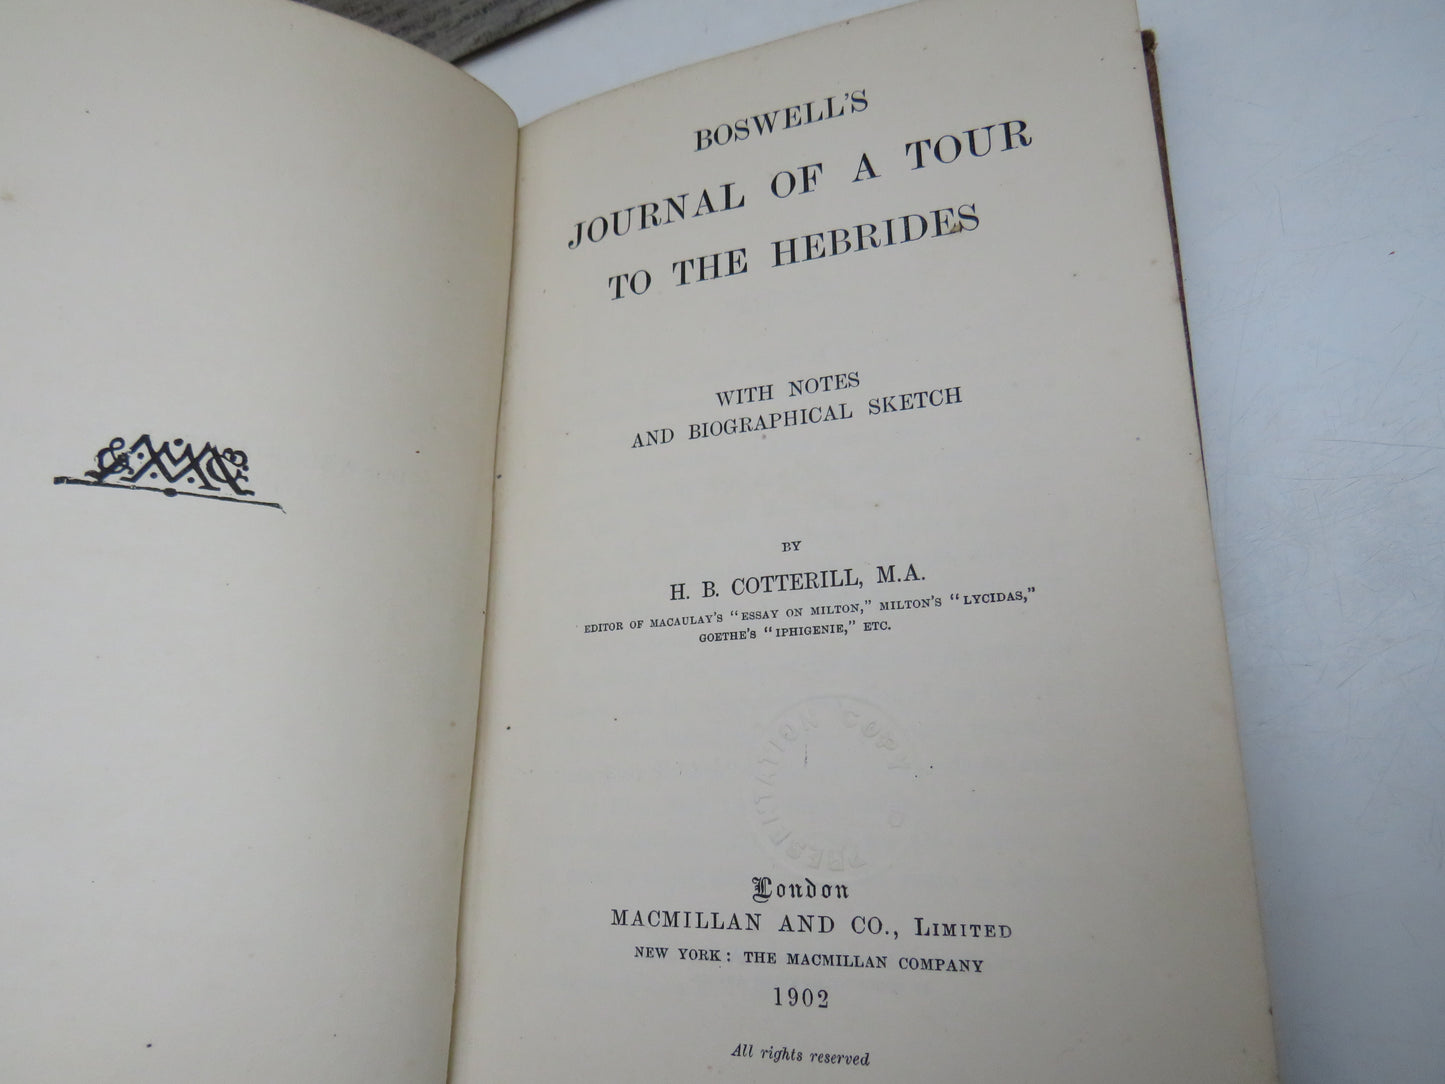 BOSWELL'S
JOURNAL OF A TOUR
TO THE HEBRIDES
WITH NOTES
AND BIOGRAPHICAL SKETCH
BY
H. B. COTTERILL, M.A.
EDITOR OF MACAULAY'S "ESSAY ON MILTON," MILTON'S "LYCIDAS,"
GOETHE'S "IPHIGENIE," ETC.
PRESENTATION COPY
London
MACMILLAN AND CO., LIMITED
NEW YORK: THE MACMILLAN COMPANY
1902
All rights reserved